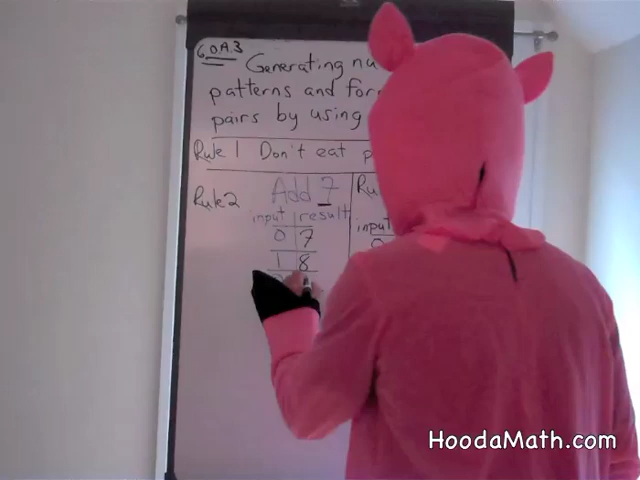 6.O.A.3
Generating nu
patterns and for
pairs by using
Rule 1 Don't eat p
Rule 2 Add 7 Ru
input result input
0 7 0
1 8
HoodaMath.com